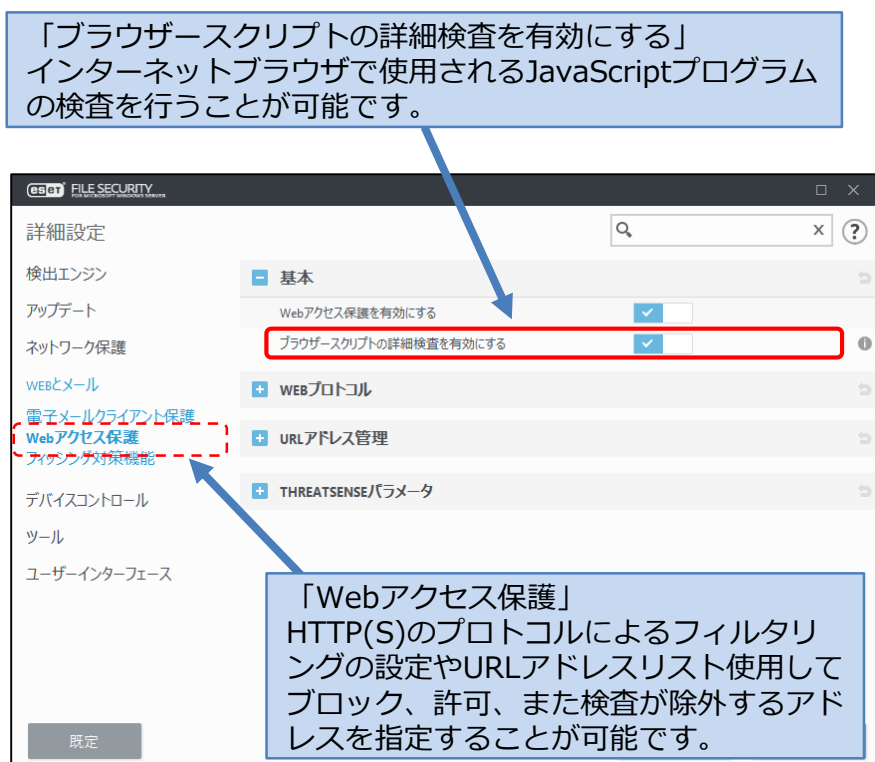 「ブラウザースクリプトの詳細検査を有効にする」
インターネットブラウザで使用されるJavaScriptプログラム
の検査を行うことが可能です。
eset FILE SECURITY
FOR MICROSOFT WINDOWS SERVER
詳細設定
x
?
検出エンジン
アップデート
ネットワーク保護
WEBとメール
電子メールクライアント保護
Webアクセス保護
フィッシング対策機能
デバイスコントロール
ツール
ユーザーインターフェース
基本
Webアクセス保護を有効にする
ブラウザースクリプトの詳細検査を有効にする
WEBプロトコル
URLアドレス管理
THREATSENSEパラメータ
「Webアクセス保護」
HTTP(S)のプロトコルによるフィルタリ
ングの設定やURLアドレスリスト使用して
ブロック、許可、また検査が除外するアド
レスを指定することが可能です。
既定